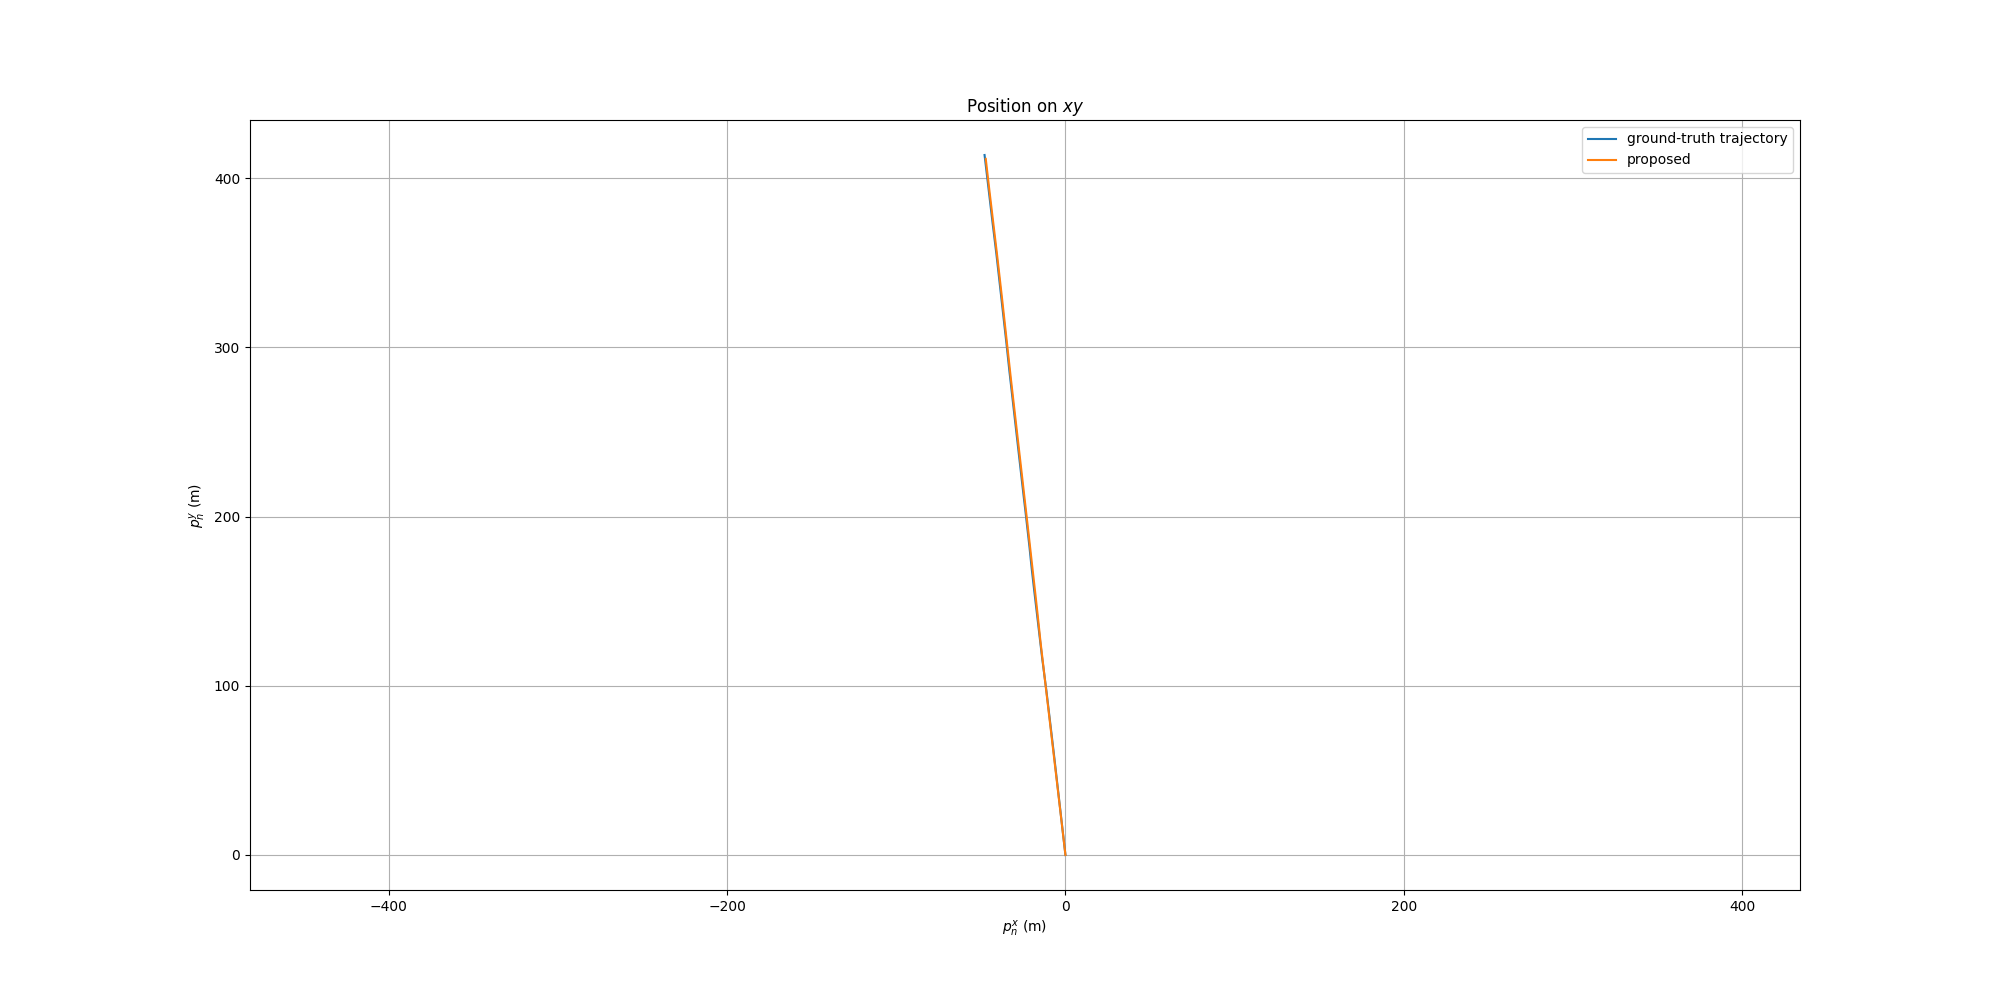 Position on xy
ground-truth trajectory
proposed
400
300
200
100
0
p_n^y (m)
−400
−200
0
200
400
p_n^x (m)